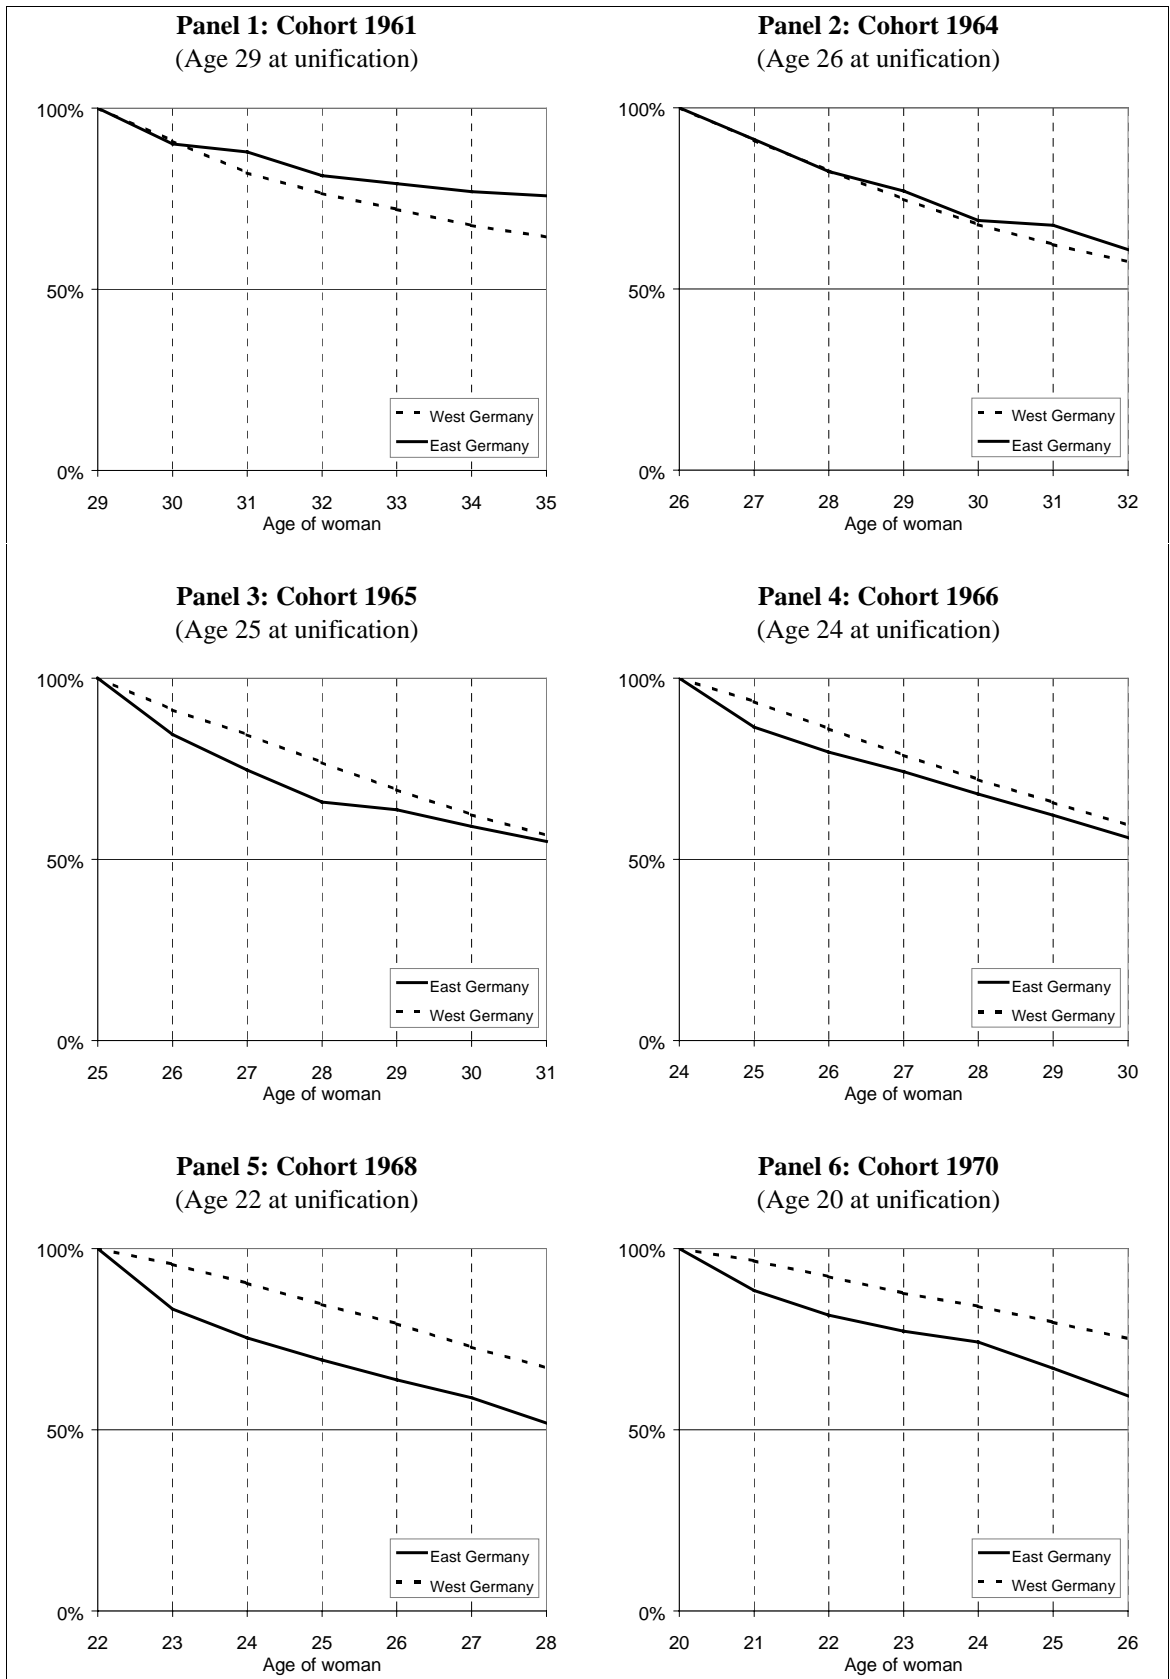 Panel 1: Cohort 1961
(Age 29 at unification)
100%
50%
0%
West Germany
East Germany
29 30 31 32 33 34 35
Age of woman
Panel 2: Cohort 1964
(Age 26 at unification)
100%
50%
0%
West Germany
East Germany
26 27 28 29 30 31 32
Age of woman
Panel 3: Cohort 1965
(Age 25 at unification)
100%
50%
0%
East Germany
West Germany
25 26 27 28 29 30 31
Age of woman
Panel 4: Cohort 1966
(Age 24 at unification)
100%
50%
0%
East Germany
West Germany
24 25 26 27 28 29 30
Age of woman
Panel 5: Cohort 1968
(Age 22 at unification)
100%
50%
0%
East Germany
West Germany
22 23 24 25 26 27 28
Age of woman
Panel 6: Cohort 1970
(Age 20 at unification)
100%
50%
0%
East Germany
West Germany
20 21 22 23 24 25 26
Age of woman